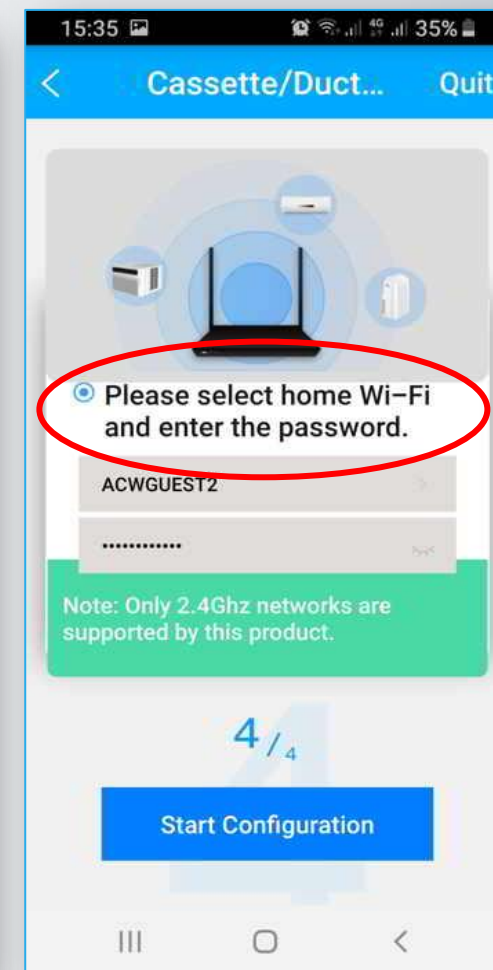 15:35 4G 35%
Cassette/Duct... Quit
Please select home Wi-Fi
and enter the password.
ACWGUEST2
••••••••••••
Note: Only 2.4Ghz networks are
supported by this product.
4/4
Start Configuration